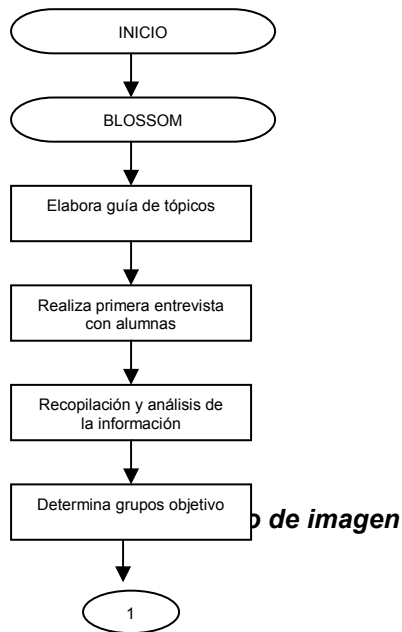 INICIO
BLOSSOM
Elabora guía de tópicos
Realiza primera entrevista
con alumnas
Recopilación y análisis de
la información
Determina grupos objetivo
de imagen
1